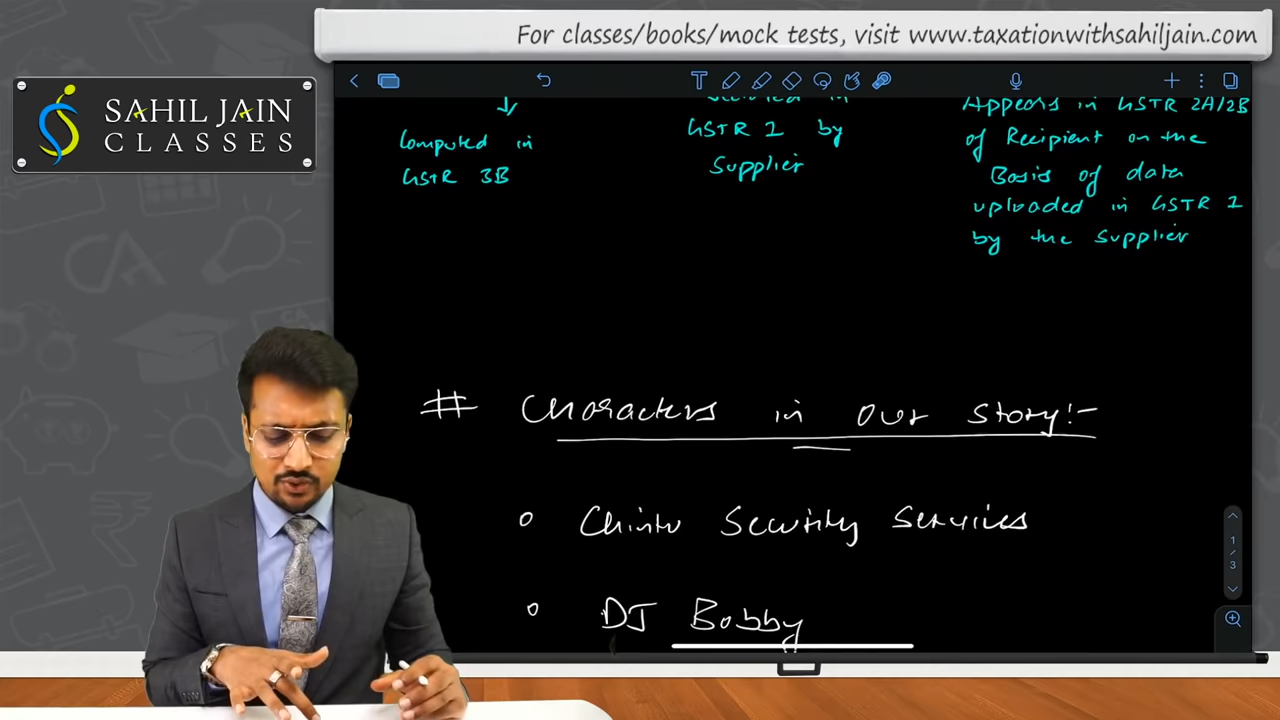 For classes/books/mock tests, visit www.taxationwithsahiljain.com
SAHIL JAIN
CLASSES
Computed in
GSTR 3B
GSTR 1 by
Supplier
Appears in GSTR 2A/2B
of Recipient on the
Basis of data
uploaded in GSTR 1
by the Supplier
# Characters in our story:-
Chintu Security Services
DJ Bobby
1
/
3